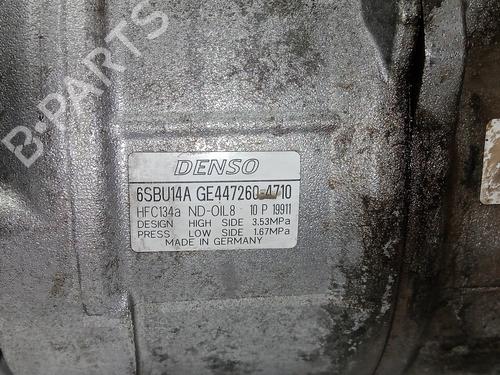 B-PARTS
DENSO
6SBU14A GE447260-4710
HFC134a ND-OIL8 10 P 19911
DESIGN HIGH SIDE 3.53MPa
PRESS LOW SIDE 1.67MPa
MADE IN GERMANY